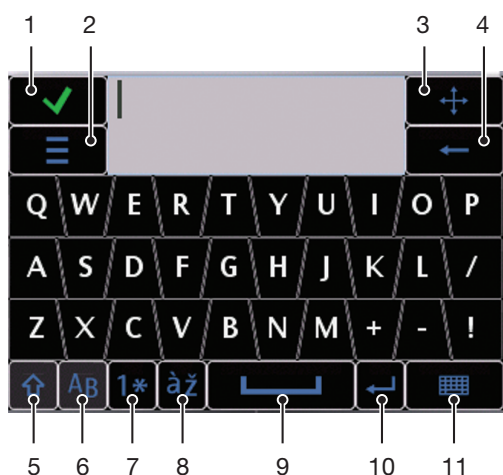 1 2 3 4
Q W E R T Y U I O P
A S D F G H J K L /
Z X C V B N M + - !
AB 1* àž
5 6 7 8 9 10 11